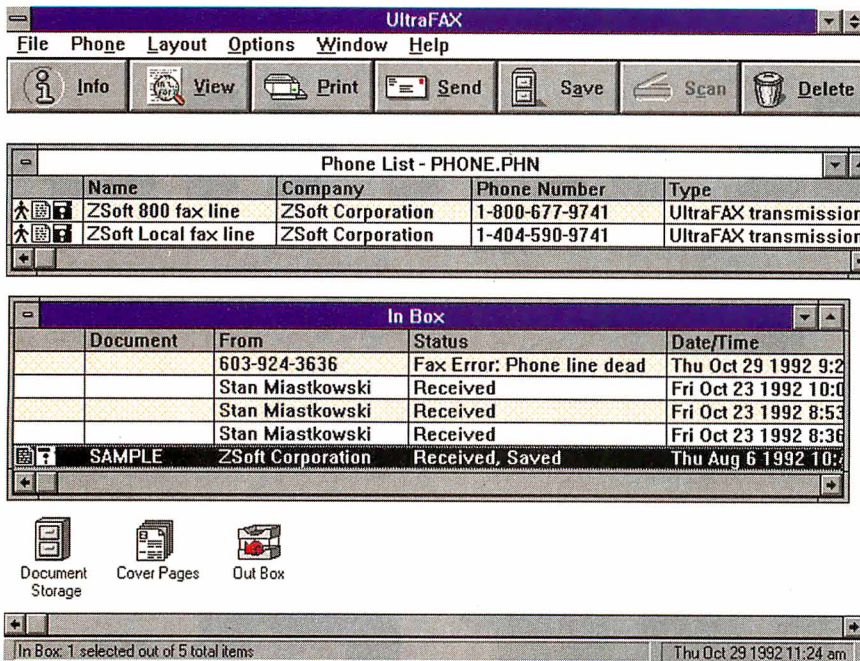 UltraFAX
File Phone Layout Options Window Help
Info View Print Send Save Scan Delete
Phone List - PHONE.PHN
Name Company Phone Number Type
ZSoft 800 fax line ZSoft Corporation 1-800-677-9741 UltraFAX transmission
ZSoft Local fax line ZSoft Corporation 1-404-590-9741 UltraFAX transmission
In Box
Document From Status Date/Time
603-924-3636 Fax Error: Phone line dead Thu Oct 29 1992 9:2
Stan Miastkowski Received Fri Oct 23 1992 10:0
Stan Miastkowski Received Fri Oct 23 1992 8:53
Stan Miastkowski Received Fri Oct 23 1992 8:36
SAMPLE ZSoft Corporation Received, Saved Thu Aug 6 1992 10:4
Document Storage
Cover Pages
Out Box
In Box: 1 selected out of 5 total items Thu Oct 29 1992 11:24 am